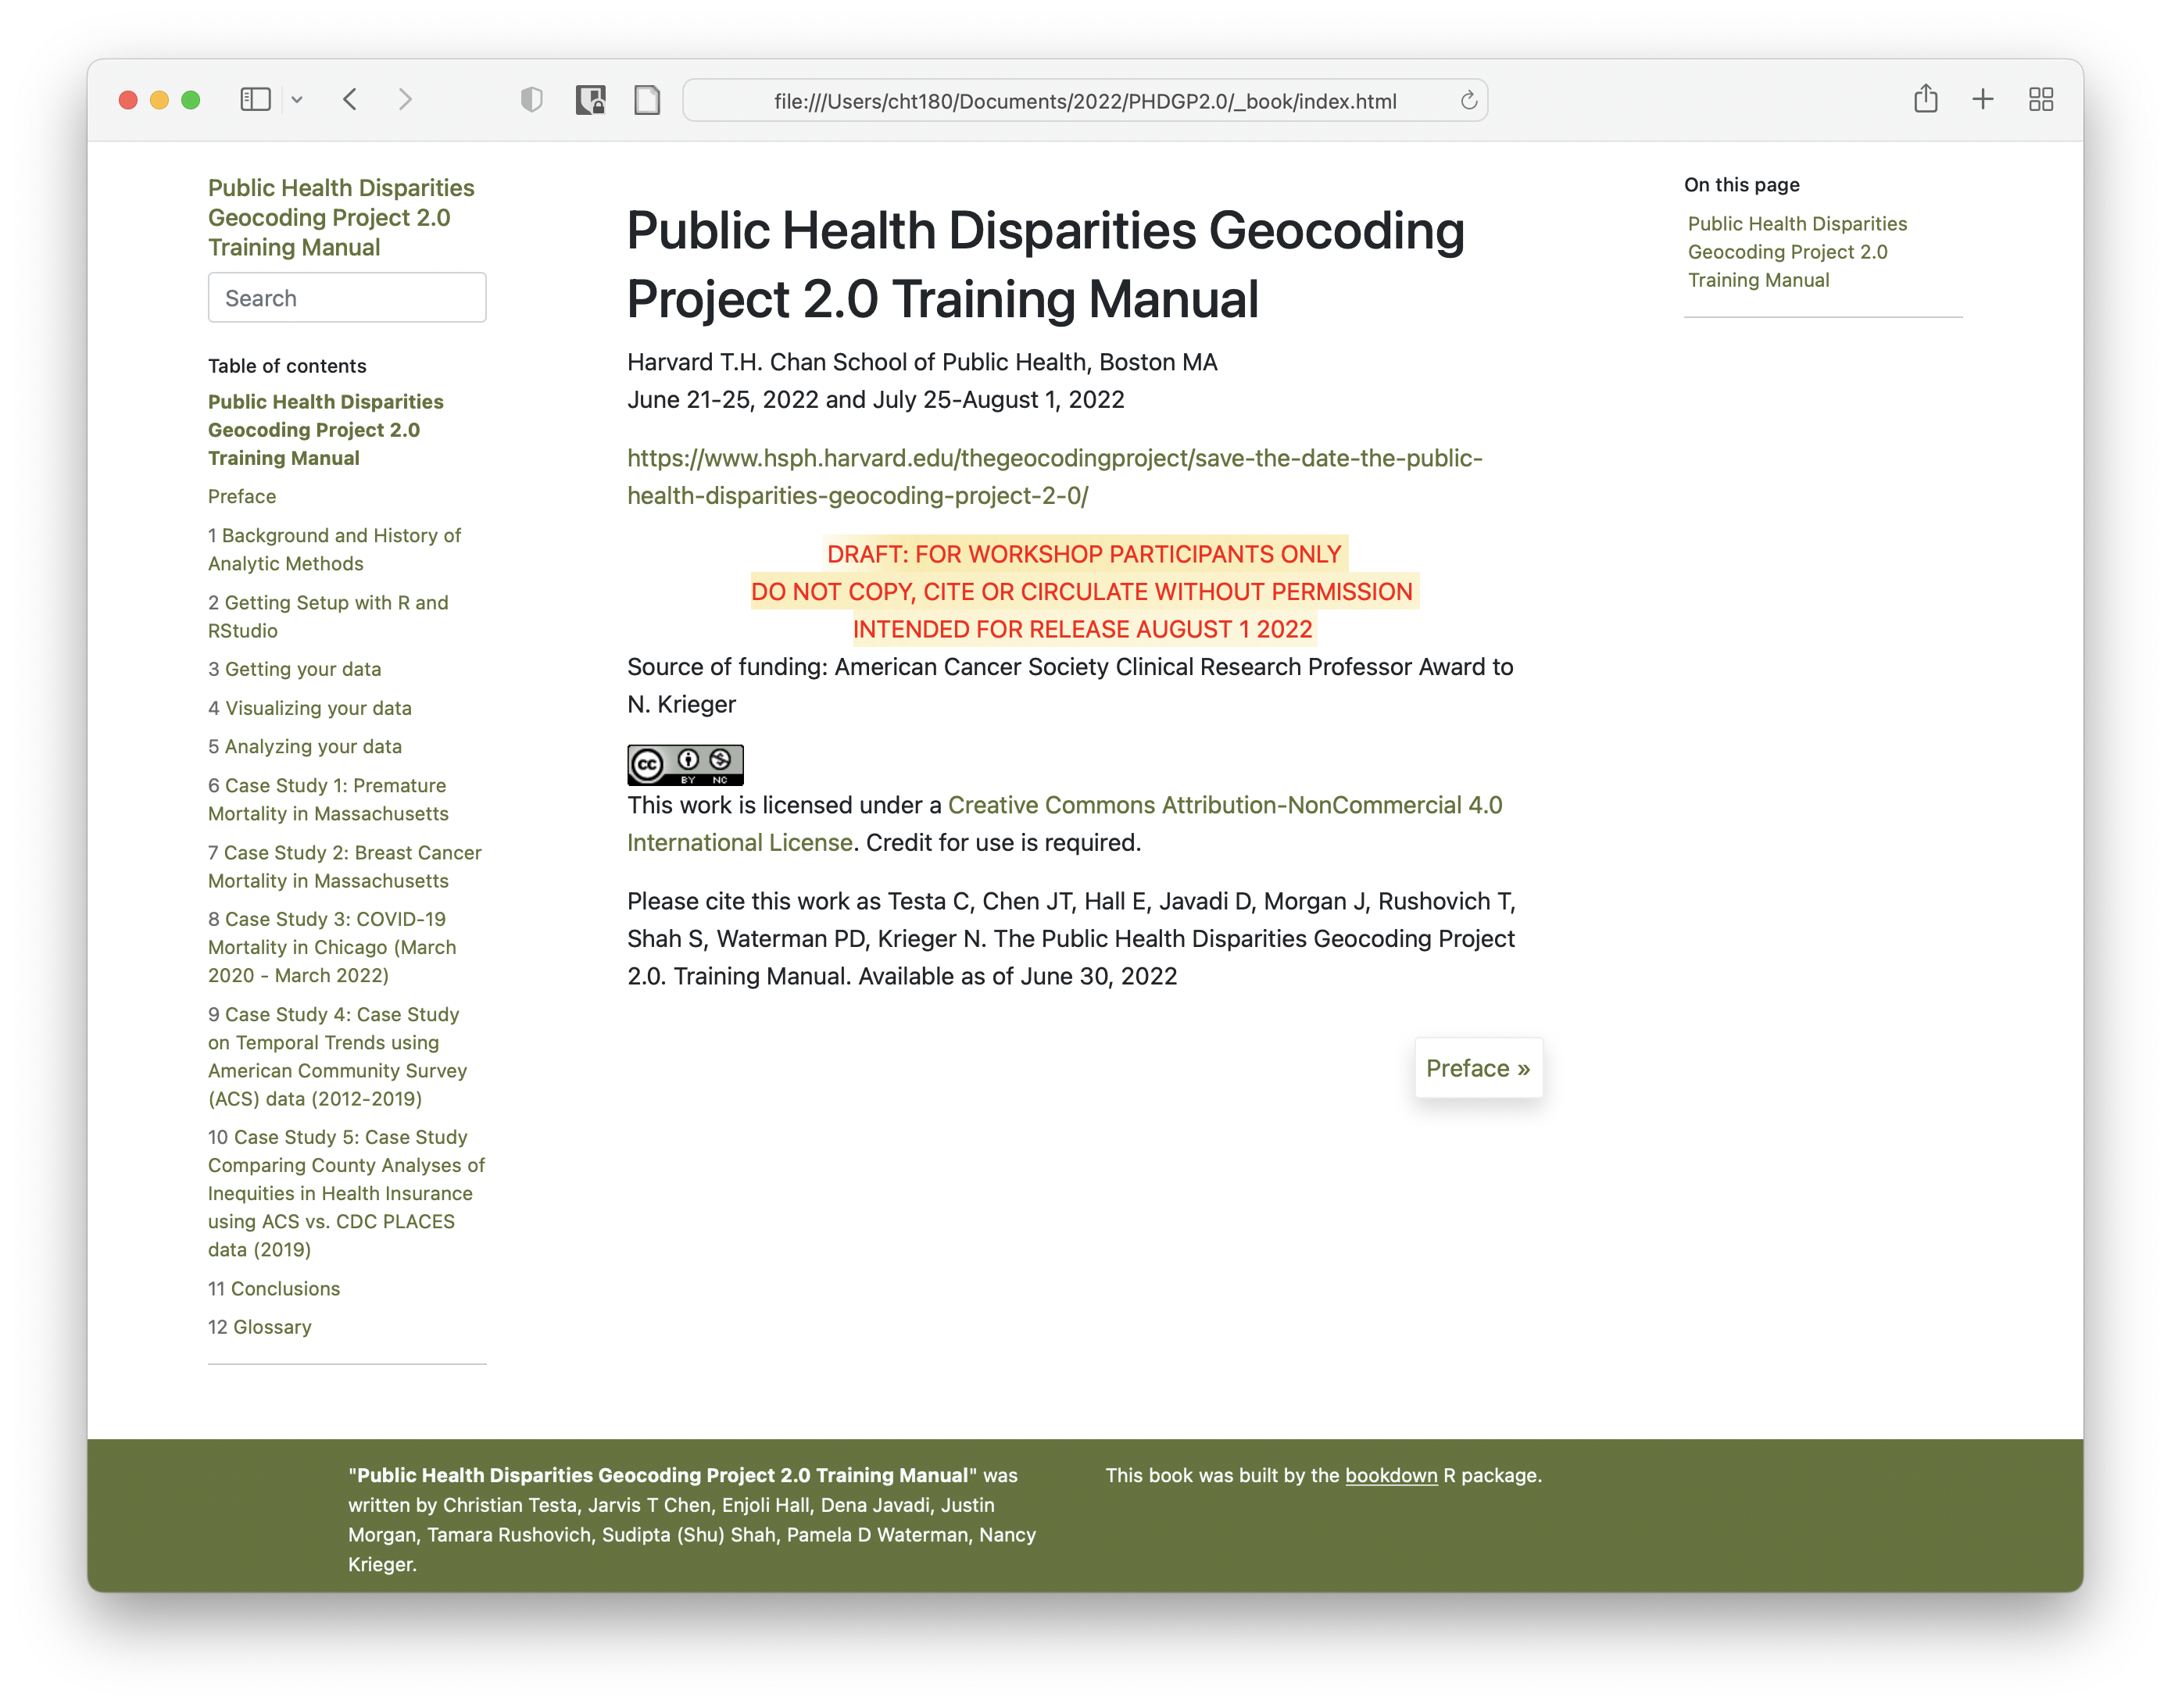 file:///Users/cht180/Documents/2022/PHDGP2.0/_book/index.html
Public Health Disparities
Geocoding Project 2.0
Training Manual
Search
Table of contents
Public Health Disparities
Geocoding Project 2.0
Training Manual
Preface
1 Background and History of
Analytic Methods
2 Getting Setup with R and
RStudio
3 Getting your data
4 Visualizing your data
5 Analyzing your data
6 Case Study 1: Premature
Mortality in Massachusetts
7 Case Study 2: Breast Cancer
Mortality in Massachusetts
8 Case Study 3: COVID-19
Mortality in Chicago (March
2020 - March 2022)
9 Case Study 4: Case Study
on Temporal Trends using
American Community Survey
(ACS) data (2012-2019)
10 Case Study 5: Case Study
Comparing County Analyses of
Inequities in Health Insurance
using ACS vs. CDC PLACES
data (2019)
11 Conclusions
12 Glossary
Public Health Disparities Geocoding
Project 2.0 Training Manual
Harvard T.H. Chan School of Public Health, Boston MA
June 21-25, 2022 and July 25-August 1, 2022
https://www.hsph.harvard.edu/thegeocodingproject/save-the-date-the-public-
health-disparities-geocoding-project-2-0/
DRAFT: FOR WORKSHOP PARTICIPANTS ONLY
DO NOT COPY, CITE OR CIRCULATE WITHOUT PERMISSION
INTENDED FOR RELEASE AUGUST 1 2022
Source of funding: American Cancer Society Clinical Research Professor Award to
N. Krieger
cc BY NC
This work is licensed under a Creative Commons Attribution-NonCommercial 4.0
International License. Credit for use is required.
Please cite this work as Testa C, Chen JT, Hall E, Javadi D, Morgan J, Rushovich T,
Shah S, Waterman PD, Krieger N. The Public Health Disparities Geocoding Project
2.0. Training Manual. Available as of June 30, 2022
Preface »
On this page
Public Health Disparities
Geocoding Project 2.0
Training Manual
"Public Health Disparities Geocoding Project 2.0 Training Manual" was
written by Christian Testa, Jarvis T Chen, Enjoli Hall, Dena Javadi, Justin
Morgan, Tamara Rushovich, Sudipta (Shu) Shah, Pamela D Waterman, Nancy
Krieger.
This book was built by the bookdown R package.